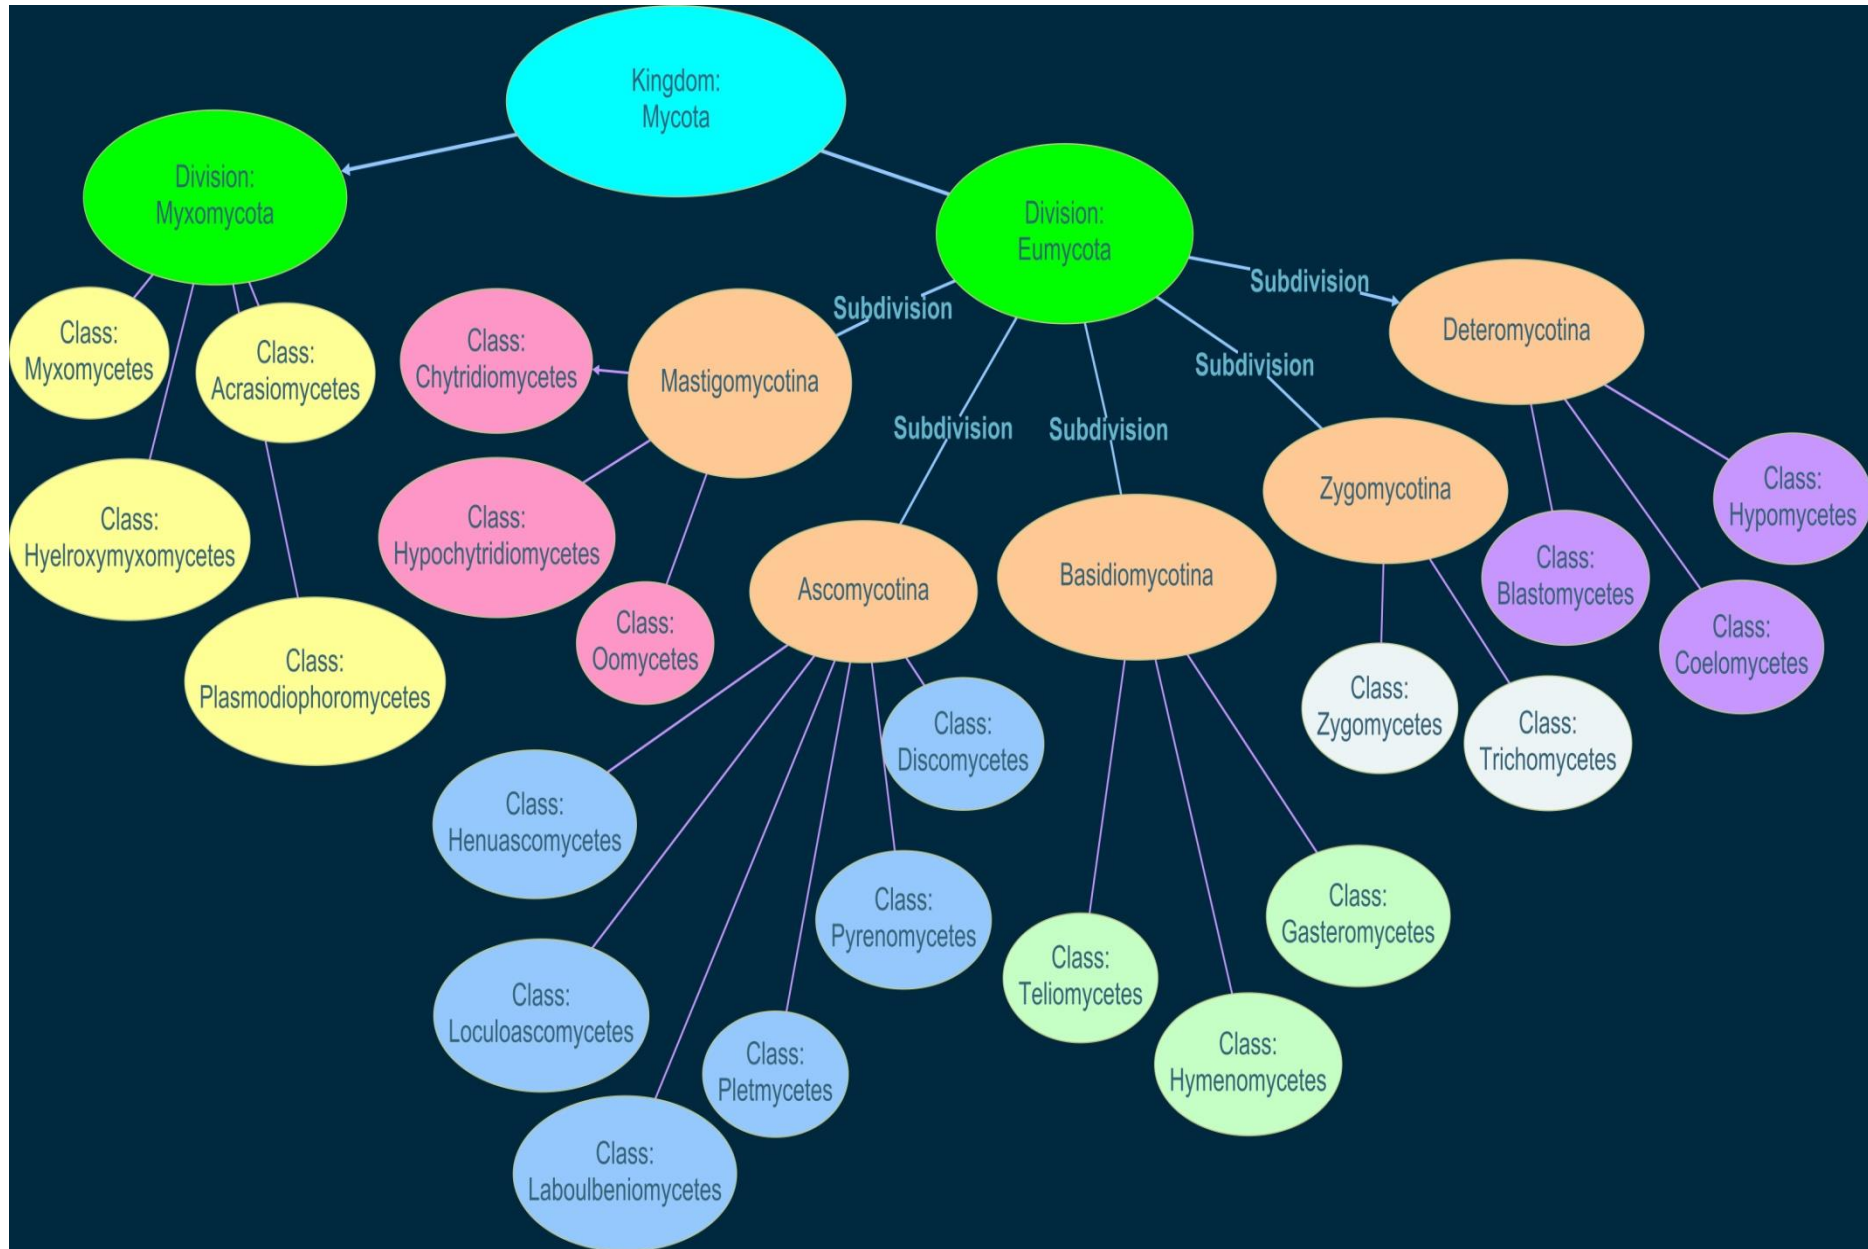 Kingdom:
Mycota
Division:
Myxomycota
Division:
Eumycota
Subdivision
Subdivision
Subdivision
Subdivision
Subdivision
Class:
Myxomycetes
Class:
Acrasiomycetes
Class:
Hyelroxymyxomycetes
Class:
Plasmodiophoromycetes
Mastigomycotina
Class:
Chytridiomycetes
Class:
Hypochytridiomycetes
Class:
Oomycetes
Ascomycotina
Class:
Discomycetes
Class:
Henuascomycetes
Class:
Pyrenomycetes
Class:
Loculoascomycetes
Class:
Pletmycetes
Class:
Laboulbeniomycetes
Basidiomycotina
Class:
Teliomycetes
Class:
Hymenomycetes
Class:
Gasteromycetes
Zygomycotina
Class:
Zygomycetes
Class:
Trichomycetes
Deteromycotina
Class:
Hypomycetes
Class:
Blastomycetes
Class:
Coelomycetes